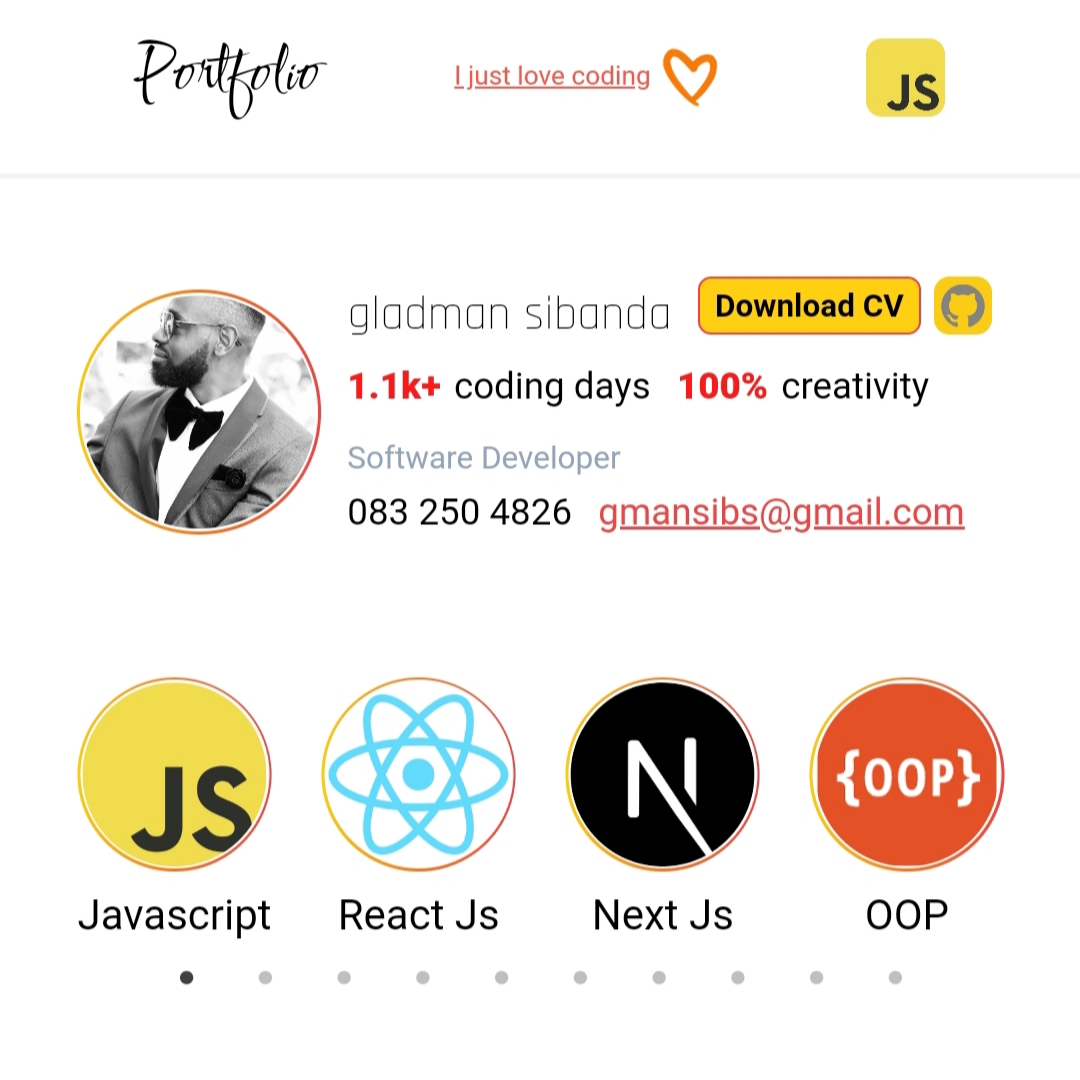 Portfolio
I just love coding
JS
gladman sibanda
Download CV
1.1k+ coding days 100% creativity
Software Developer
083 250 4826 gmansibs@gmail.com
JS
N
{OOP}
Javascript
React Js
Next Js
OOP